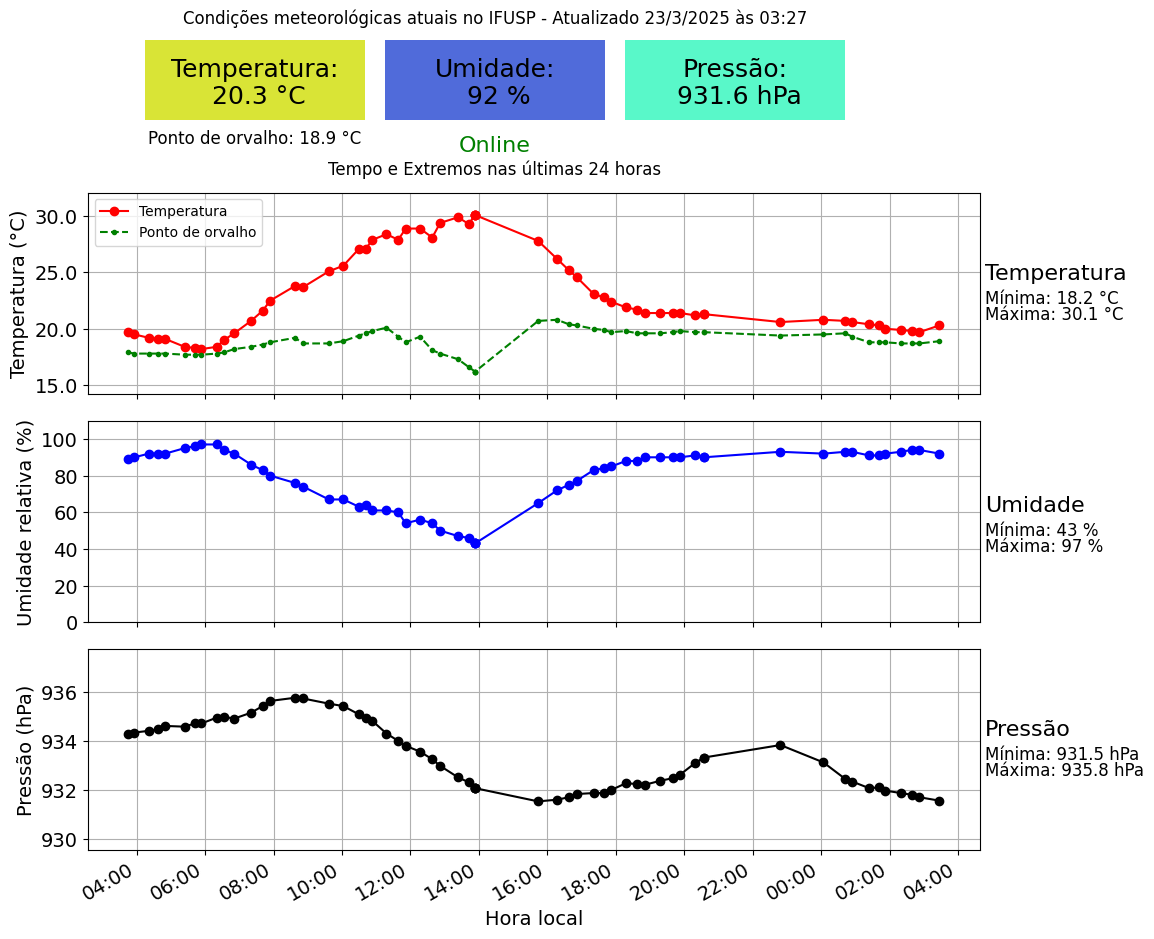 Condições meteorológicas atuais no IFUSP - Atualizado 23/3/2025 às 03:27
Temperatura:
20.3 °C
Umidade:
92 %
Pressão:
931.6 hPa
Ponto de orvalho: 18.9 °C
Online
Tempo e Extremos nas últimas 24 horas
Temperatura (°C)
30.0
25.0
20.0
15.0
Temperatura
Ponto de orvalho
Temperatura
Mínima: 18.2 °C
Máxima: 30.1 °C
Umidade relativa (%)
100
80
60
40
20
0
Umidade
Mínima: 43 %
Máxima: 97 %
Pressão (hPa)
936
934
932
930
Pressão
Mínima: 931.5 hPa
Máxima: 935.8 hPa
04:00 06:00 08:00 10:00 12:00 14:00 16:00 18:00 20:00 22:00 00:00 02:00 04:00
Hora local